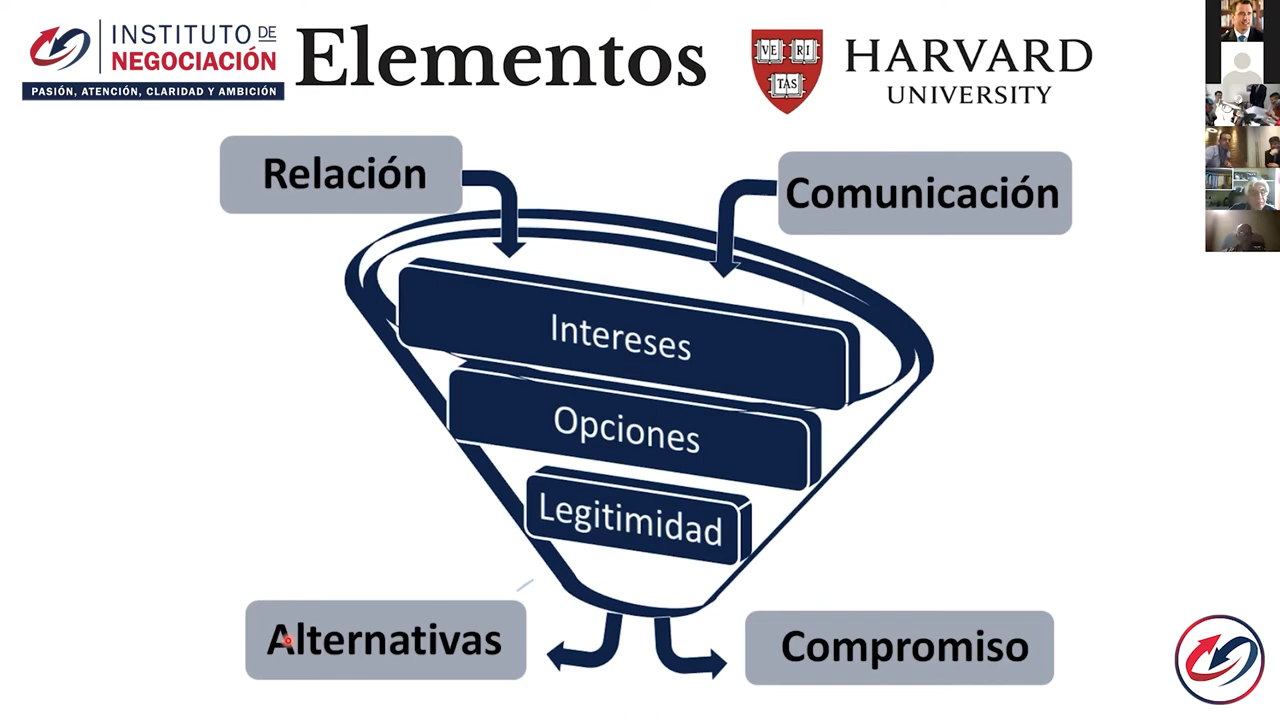 INSTITUTO DE
NEGOCIACIÓN
PASIÓN, ATENCIÓN, CLARIDAD Y AMBICIÓN
Elementos
VE RI
TAS
HARVARD
UNIVERSITY
Relación
Comunicación
Intereses
Opciones
Legitimidad
Alternativas
Compromiso